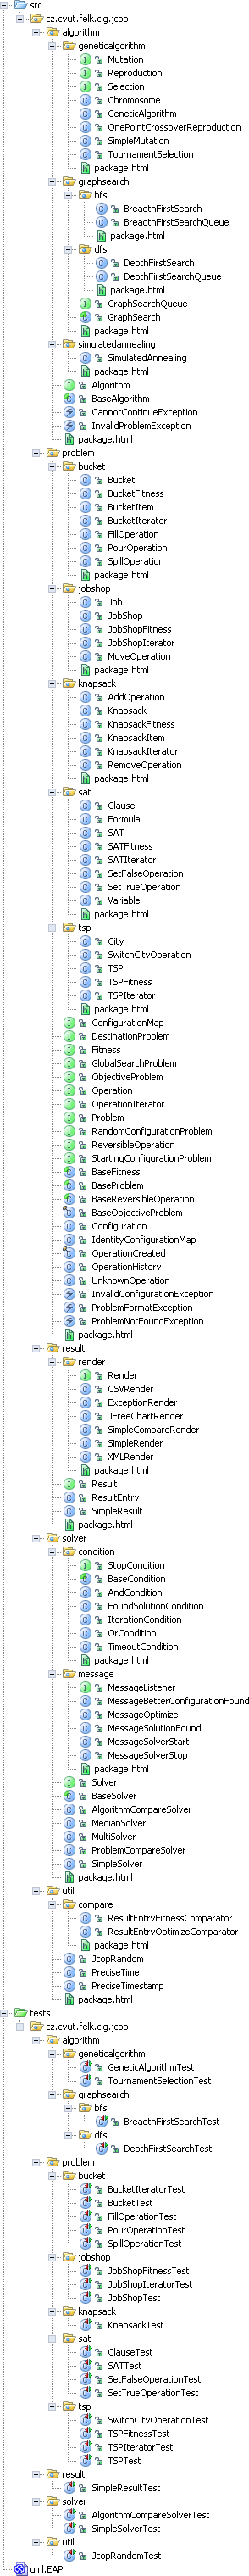 src
cz.cvut.felk.cig.jcop
algorithm
geneticalgorithm
Mutation
Reproduction
Selection
Chromosome
GeneticAlgorithm
OnePointCrossoverReproduction
SimpleMutation
TournamentSelection
package.html
graphsearch
bfs
BreadthFirstSearch
BreadthFirstSearchQueue
package.html
dfs
DepthFirstSearch
DepthFirstSearchQueue
package.html
GraphSearchQueue
GraphSearch
package.html
simulatedannealing
SimulatedAnnealing
package.html
Algorithm
BaseAlgorithm
CannotContinueException
InvalidProblemException
package.html
problem
bucket
Bucket
BucketFitness
BucketItem
BucketIterator
FillOperation
PourOperation
SpillOperation
package.html
jobshop
Job
JobShop
JobShopFitness
JobShopIterator
MoveOperation
package.html
knapsack
AddOperation
Knapsack
KnapsackFitness
KnapsackItem
KnapsackIterator
RemoveOperation
package.html
sat
Clause
Formula
SAT
SATFitness
SATIterator
SetFalseOperation
SetTrueOperation
Variable
package.html
tsp
City
SwitchCityOperation
TSP
TSPFitness
TSPIterator
package.html
ConfigurationMap
DestinationProblem
Fitness
GlobalSearchProblem
ObjectiveProblem
Operation
OperationIterator
Problem
RandomConfigurationProblem
ReversibleOperation
StartingConfigurationProblem
BaseFitness
BaseProblem
BaseReversibleOperation
BaseObjectiveProblem
Configuration
IdentityConfigurationMap
OperationCreated
OperationHistory
UnknownOperation
InvalidConfigurationException
ProblemFormatException
ProblemNotFoundException
package.html
result
render
Render
CSVRender
ExceptionRender
JFreeChartRender
SimpleCompareRender
SimpleRender
XMLRender
package.html
Result
ResultEntry
SimpleResult
package.html
solver
condition
StopCondition
BaseCondition
AndCondition
FoundSolutionCondition
IterationCondition
OrCondition
TimeoutCondition
package.html
message
MessageListener
MessageBetterConfigurationFound
MessageOptimize
MessageSolutionFound
MessageSolverStart
MessageSolverStop
package.html
Solver
BaseSolver
AlgorithmCompareSolver
MedianSolver
MultiSolver
ProblemCompareSolver
SimpleSolver
package.html
util
compare
ResultEntryFitnessComparator
ResultEntryOptimizeComparator
package.html
JcopRandom
PreciseTime
PreciseTimestamp
package.html
tests
cz.cvut.felk.cig.jcop
algorithm
geneticalgorithm
GeneticAlgorithmTest
TournamentSelectionTest
graphsearch
bfs
BreadthFirstSearchTest
dfs
DepthFirstSearchTest
problem
bucket
BucketIteratorTest
BucketTest
FillOperationTest
PourOperationTest
SpillOperationTest
jobshop
JobShopFitnessTest
JobShopIteratorTest
JobShopTest
knapsack
KnapsackTest
sat
ClauseTest
SATTest
SetFalseOperationTest
SetTrueOperationTest
tsp
SwitchCityOperationTest
TSPFitnessTest
TSPIteratorTest
TSPTest
result
SimpleResultTest
solver
AlgorithmCompareSolverTest
SimpleSolverTest
util
JcopRandomTest
uml.EAP